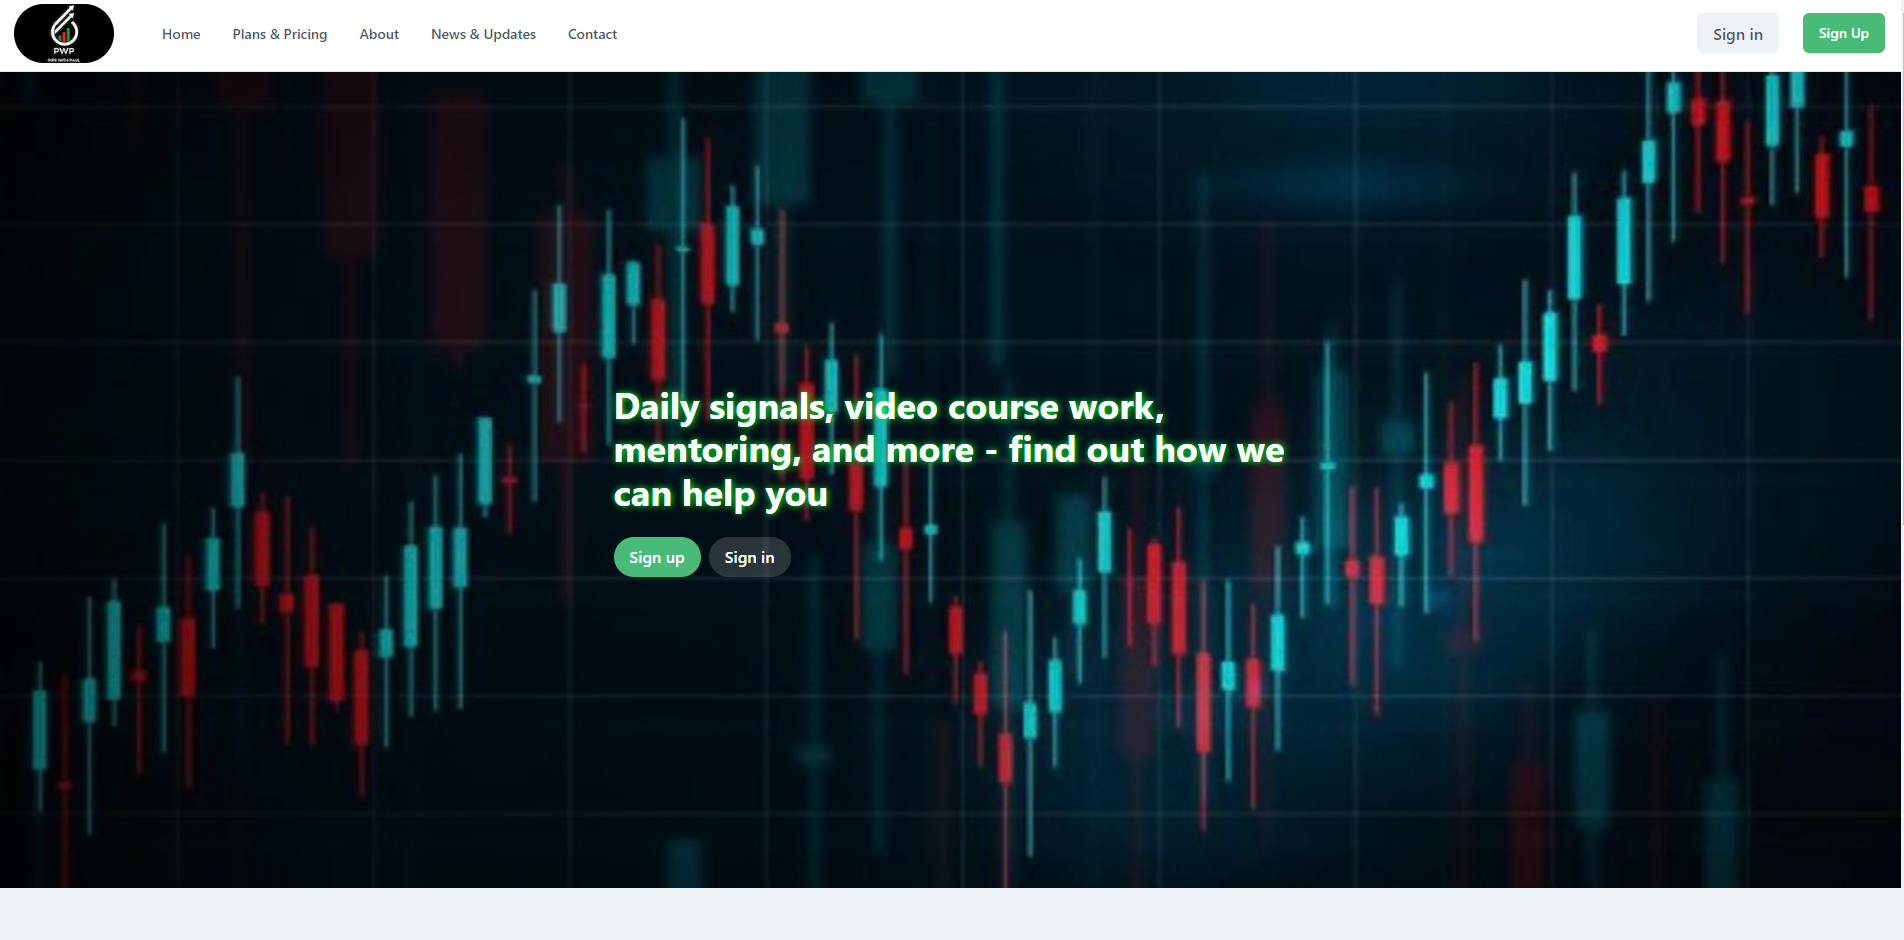 PWP
PIPS WITH PAUL
Home
Plans & Pricing
About
News & Updates
Contact
Sign in
Sign Up
Daily signals, video course work,
mentoring, and more - find out how we
can help you
Sign up
Sign in